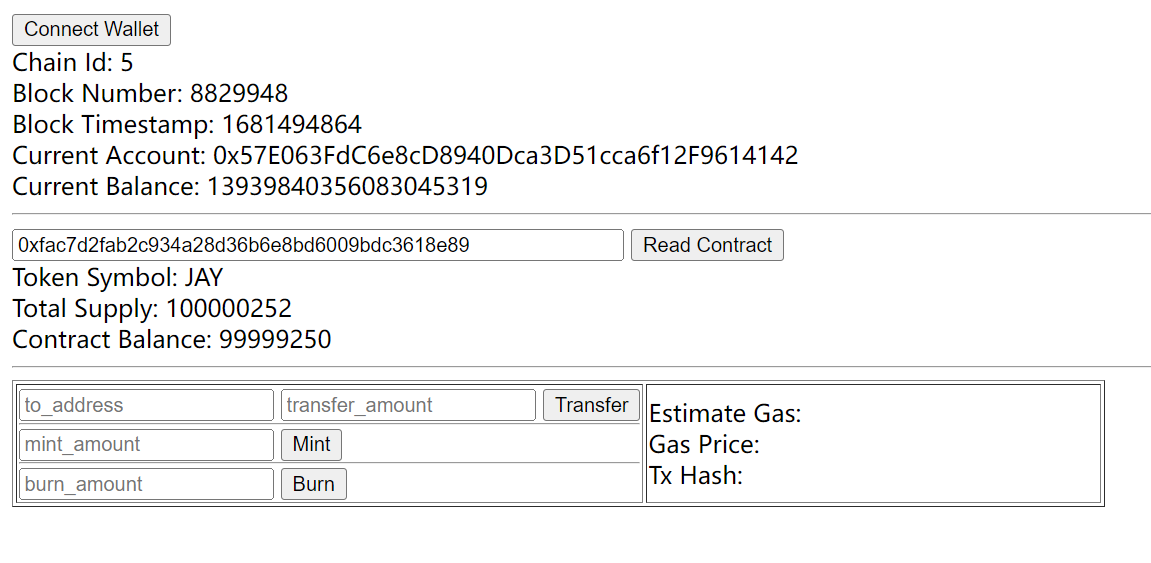 Connect Wallet
Chain Id: 5
Block Number: 8829948
Block Timestamp: 1681494864
Current Account: 0x57E063FdC6e8cD8940Dca3D51cca6f12F9614142
Current Balance: 13939840356083045319
0xfac7d2fab2c934a28d36b6e8bd6009bdc3618e89 Read Contract
Token Symbol: JAY
Total Supply: 100000252
Contract Balance: 99999250
to_address transfer_amount Transfer
mint_amount Mint
burn_amount Burn
Estimate Gas:
Gas Price:
Tx Hash: